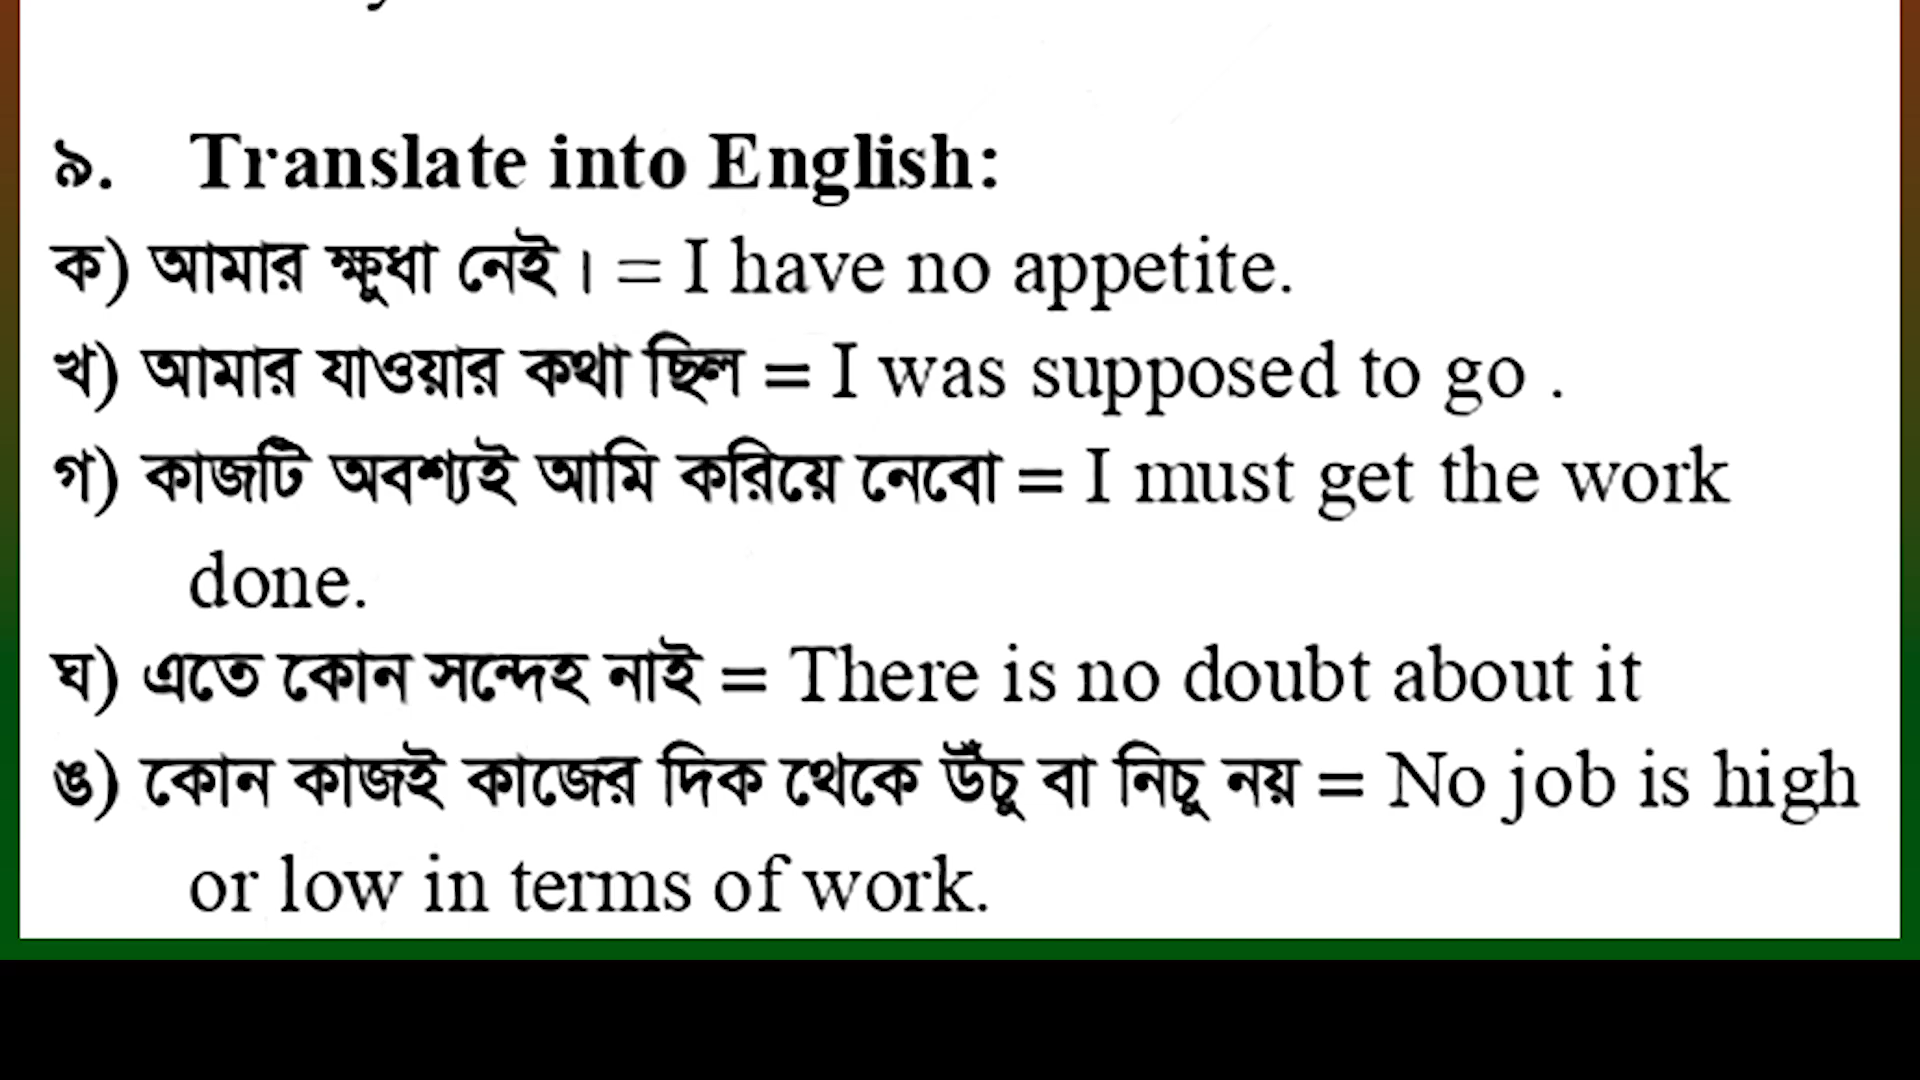 ৯. Translate into English:
ক) আমার ক্ষুধা নেই। = I have no appetite.
খ) আমার যাওয়ার কথা ছিল = I was supposed to go .
গ) কাজটি অবশ্যই আমি করিয়ে নেবো = I must get the work
done.
ঘ) এতে কোন সন্দেহ নাই = There is no doubt about it
ঙ) কোন কাজই কাজের দিক থেকে উঁচু বা নিচু নয় = No job is high
or low in terms of work.